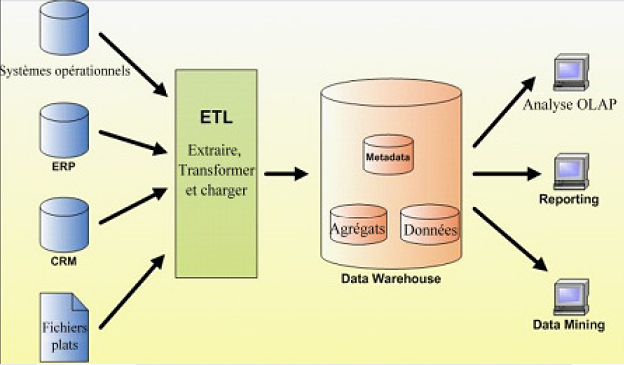 Systèmes opérationnels
ERP
CRM
Fichiers
plats
ETL
Extraire,
Transformer
et charger
Metadata
Agrégats
Données
Data Warehouse
Analyse OLAP
Reporting
Data Mining